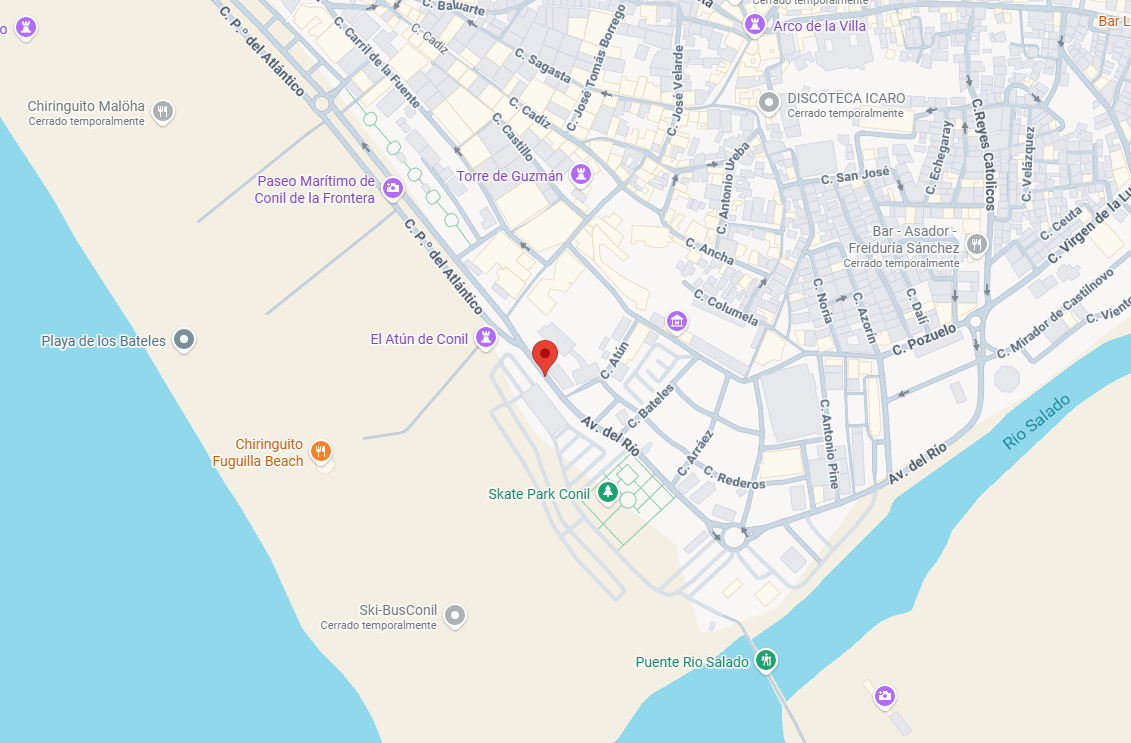 C. Baluarte
Cerrado temporalmente
Arco de la Villa
Bar L
o
C. P.º del Atlántico
C. Carril de la Fuente
C. Cadiz
C. Sagasta
C. José Tomás Borrego
C. José Velarde
Chiringuito Malöha
Cerrado temporalmente
DISCOTECA ICARO
Cerrado temporalmente
C. Cadiz
C. Castillo
C. Reyes Catolicos
C. Echegaray
C. Velázquez
Torre de Guzmán
C. Antonio Ureba
C. San José
Paseo Marítimo de
Conil de la Frontera
C. Ceuta
C. Virgen de la Lu
Bar - Asador -
Freiduría Sánchez
Cerrado temporalmente
C. P.º del Atlántico
C. Ancha
C. Columela
C. Noria
C. Azorín
C. Dalí
C. Mirador de Castilnovo
C. Viento
Playa de los Bateles
El Atún de Conil
C. Atún
C. Pozuelo
C. Bateles
Av. del Río
C. Arráez
C. Antonio Pine
Río Salado
Chiringuito
Fuguilla Beach
C. Rederos
Av. del Río
Skate Park Conil
Ski-BusConil
Cerrado temporalmente
Puente Rio Salado